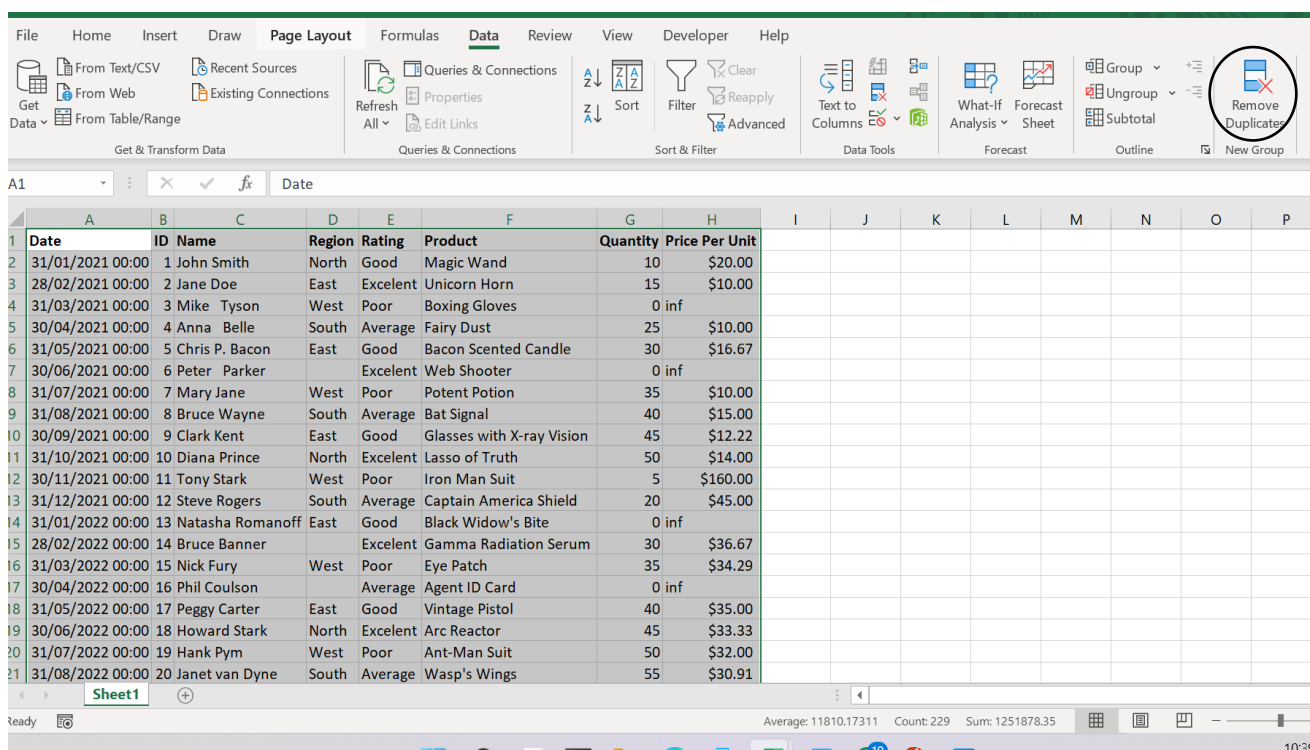 File Home Insert Draw Page Layout Formulas Data Review View Developer Help
Get Data
From Text/CSV
From Web
From Table/Range
Recent Sources
Existing Connections
Get & Transform Data
Refresh All
Queries & Connections
Properties
Edit Links
Queries & Connections
Sort
Filter
Clear
Reapply
Advanced
Sort & Filter
Text to
Columns
Data Tools
What-If
Analysis
Forecast
Sheet
Forecast
Group
Ungroup
Subtotal
Outline
Remove
Duplicates
New Group
A1 fx Date
A B C D E F G H I J K L M N O P
1 Date ID Name Region Rating Product Quantity Price Per Unit
2 31/01/2021 00:00 1 John Smith North Good Magic Wand 10 $20.00
3 28/02/2021 00:00 2 Jane Doe East Excelent Unicorn Horn 15 $10.00
4 31/03/2021 00:00 3 Mike Tyson West Poor Boxing Gloves 0 inf
5 30/04/2021 00:00 4 Anna Belle South Average Fairy Dust 25 $10.00
6 31/05/2021 00:00 5 Chris P. Bacon East Good Bacon Scented Candle 30 $16.67
7 30/06/2021 00:00 6 Peter Parker Excelent Web Shooter 0 inf
8 31/07/2021 00:00 7 Mary Jane West Poor Potent Potion 35 $10.00
9 31/08/2021 00:00 8 Bruce Wayne South Average Bat Signal 40 $15.00
10 30/09/2021 00:00 9 Clark Kent East Good Glasses with X-ray Vision 45 $12.22
11 31/10/2021 00:00 10 Diana Prince North Excelent Lasso of Truth 50 $14.00
12 30/11/2021 00:00 11 Tony Stark West Poor Iron Man Suit 5 $160.00
13 31/12/2021 00:00 12 Steve Rogers South Average Captain America Shield 20 $45.00
14 31/01/2022 00:00 13 Natasha Romanoff East Good Black Widow's Bite 0 inf
15 28/02/2022 00:00 14 Bruce Banner Excelent Gamma Radiation Serum 30 $36.67
16 31/03/2022 00:00 15 Nick Fury West Poor Eye Patch 35 $34.29
17 30/04/2022 00:00 16 Phil Coulson Average Agent ID Card 0 inf
18 31/05/2022 00:00 17 Peggy Carter East Good Vintage Pistol 40 $35.00
19 30/06/2022 00:00 18 Howard Stark North Excelent Arc Reactor 45 $33.33
20 31/07/2022 00:00 19 Hank Pym West Poor Ant-Man Suit 50 $32.00
21 31/08/2022 00:00 20 Janet van Dyne South Average Wasp's Wings 55 $30.91
Sheet1
Ready Average: 11810.17311 Count: 229 Sum: 1251878.35